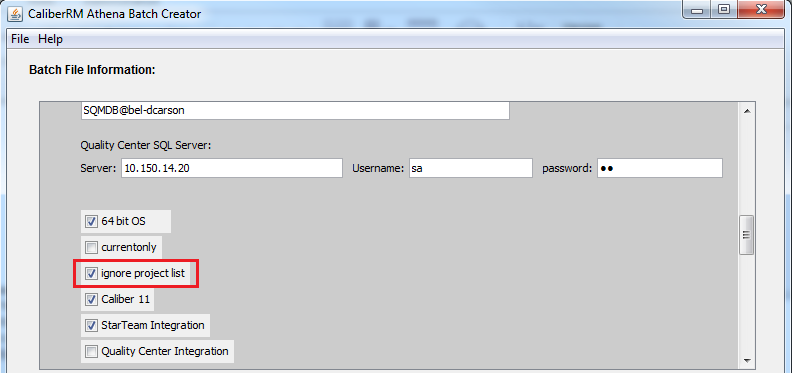 CaliberRM Athena Batch Creator
File Help
Batch File Information:
SQMDB@bel-dcarson
Quality Center SQL Server:
Server: 10.150.14.20 Username: sa password: ●●
64 bit OS
currentonly
ignore project list
Caliber 11
StarTeam Integration
Quality Center Integration